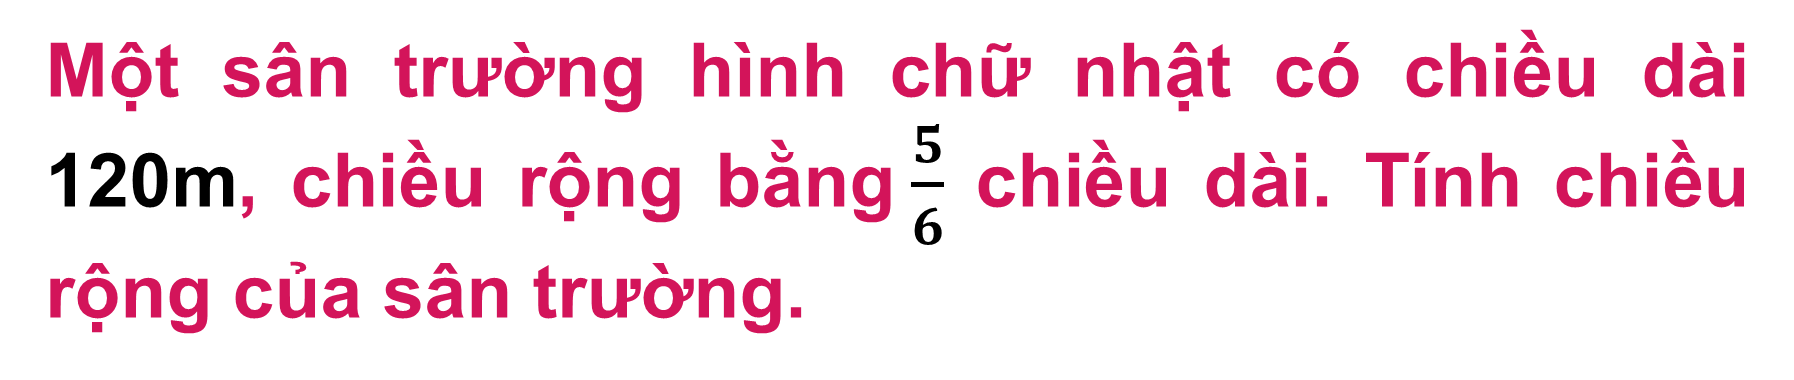 Một sân trường hình chữ nhật có chiều dài
120m, chiều rộng bằng 5/6 chiều dài. Tính chiều
rộng của sân trường.